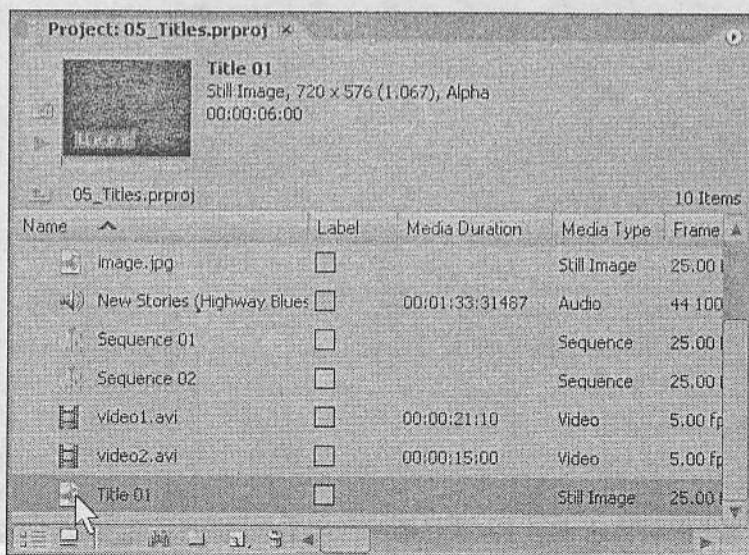 Project: 05_Titles.prproj ×
Title 01
Still Image, 720 x 576 (1.067), Alpha
00:00:06:00
05_Titles.prproj
10 Items
Name Label Media Duration Media Type Frame
image.jpg Still Image 25.00
New Stories (Highway Blues 00:01:33:31487 Audio 44 100
Sequence 01 Sequence 25.00
Sequence 02 Sequence 25.00
video1.avi 00:00:21:10 Video 5.00 fp
video2.avi 00:00:15:00 Video 5.00 fp
Title 01 Still Image 25.00